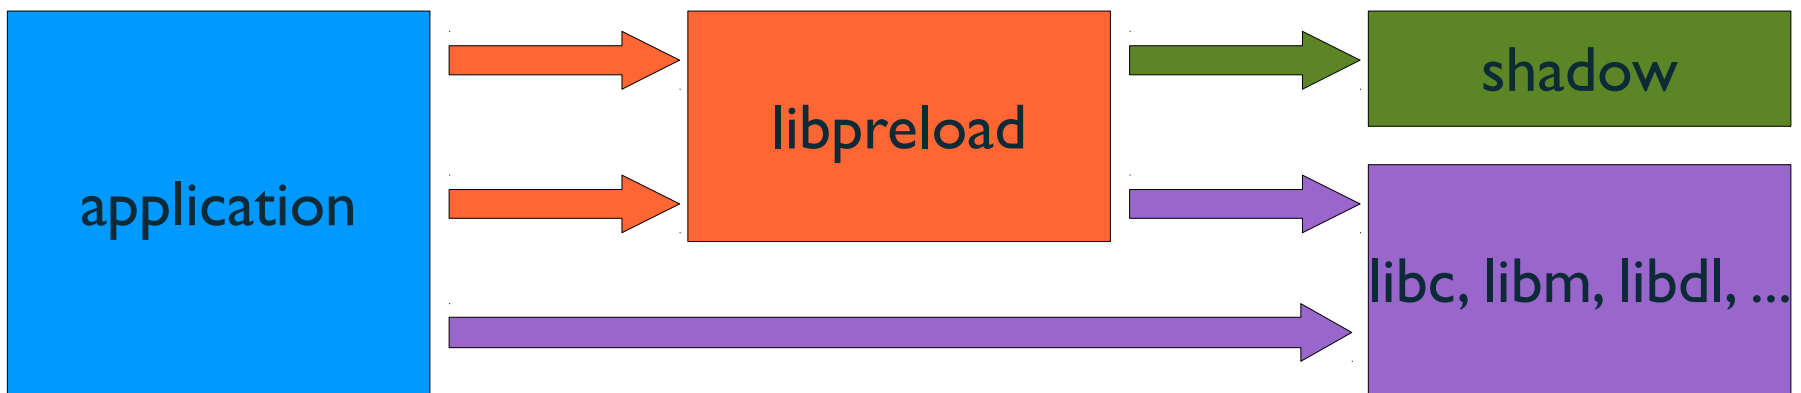 application
libpreload
shadow
libc, libm, libdl, ...